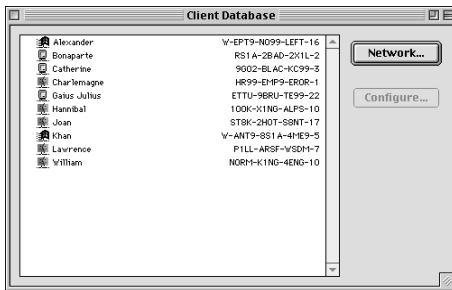 Client Database
Alexander W-EPT9-N099-LEFT-16
Bonaparte RS1A-2BAD-2X1L-2
Catherine 9G02-BLAC-KC99-3
Charlemagne HR99-EMP9-EROR-1
Gaius Julius ETTU-9BRU-TE99-22
Hannibal 100K-X1NG-ALPS-10
Joan ST8K-2H0T-S8NT-17
Khan W-ANT9-8S1A-4ME9-5
Lawrence P1LL-ARSF-WSDM-7
William N0RM-K1NG-4ENG-10
Network...
Configure...